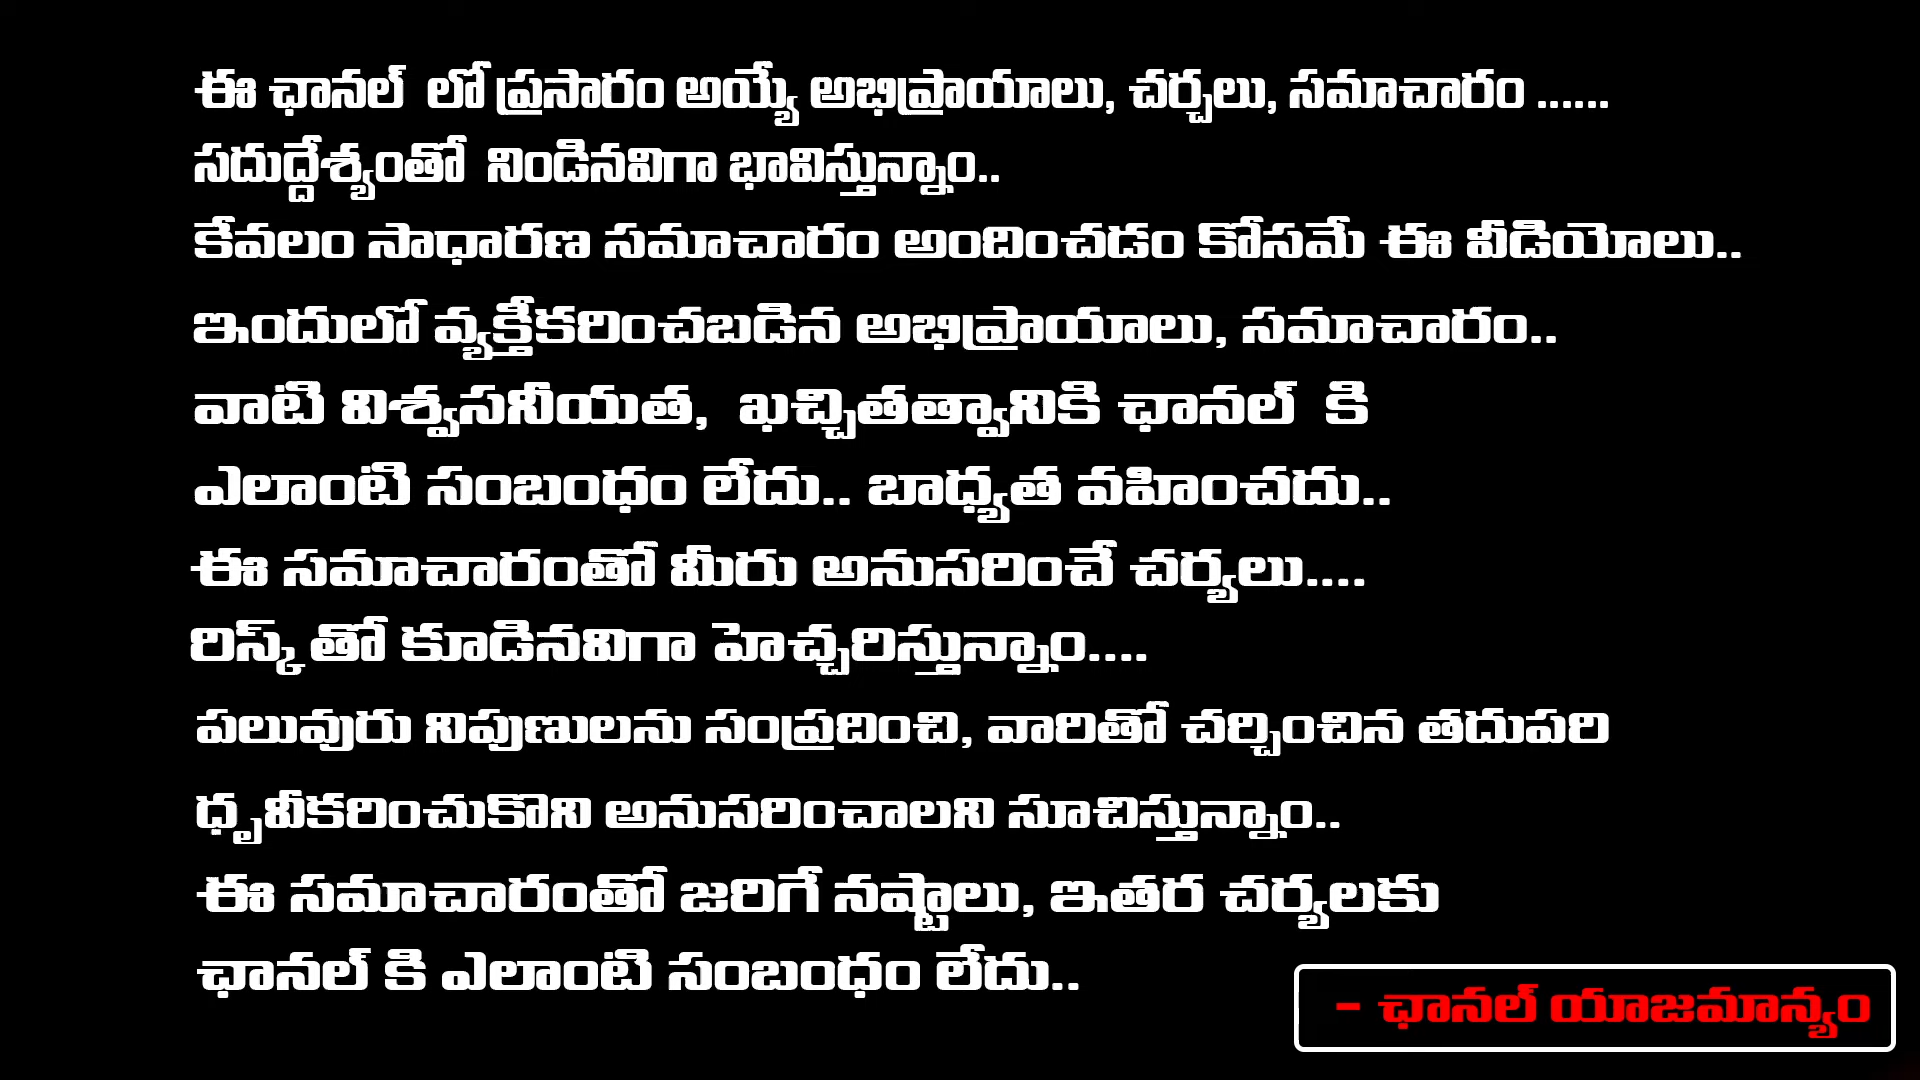 ఈ ఛానల్ లో ప్రసారం అయ్యే అభిప్రాయాలు, చర్చలు, సమాచారం ......
సదుద్దేశ్యంతో నిండినవిగా భావిస్తున్నాం..
కేవలం సాధారణ సమాచారం అందించడం కోసమే ఈ వీడియోలు..
ఇందులో వ్యక్తీకరించబడిన అభిప్రాయాలు, సమాచారం..
వాటి విశ్వసనీయత, ఖచ్చితత్వానికి ఛానల్ కి
ఎలాంటి సంబంధం లేదు.. బాధ్యత వహించదు..
ఈ సమాచారంతో మీరు అనుసరించే చర్యలు....
రిస్క్ తో కూడినవిగా హెచ్చరిస్తున్నాం....
పలువురు నిపుణులను సంప్రదించి, వారితో చర్చించిన తదుపరి
ధృవీకరించుకొని అనుసరించాలని సూచిస్తున్నాం..
ఈ సమాచారంతో జరిగే నష్టాలు, ఇతర చర్యలకు
ఛానల్ కి ఎలాంటి సంబంధం లేదు..
- ఛానల్ యాజమాన్యం